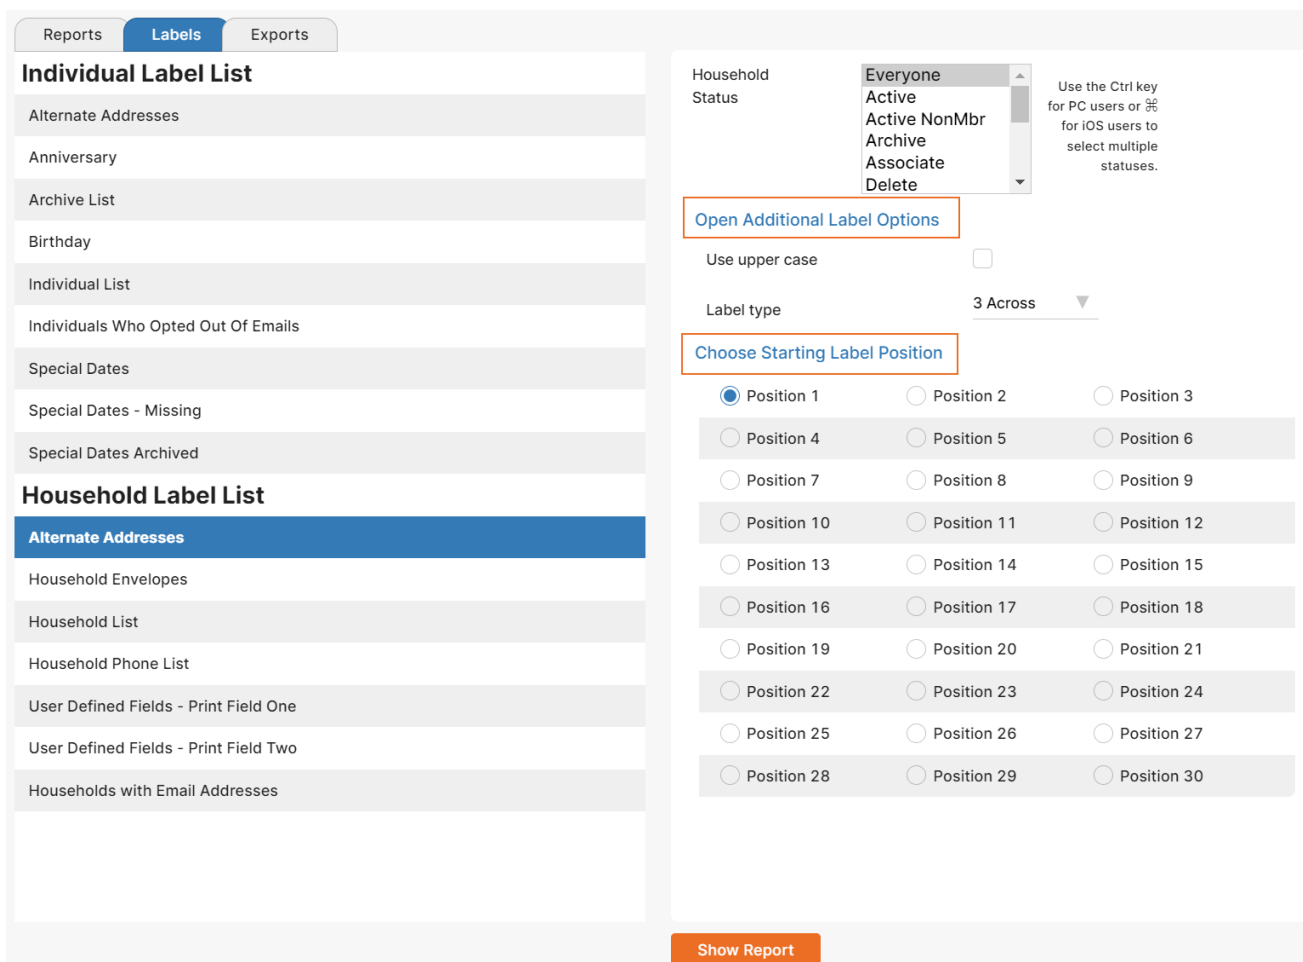 Reports Labels Exports
Individual Label List
Alternate Addresses
Anniversary
Archive List
Birthday
Individual List
Individuals Who Opted Out Of Emails
Special Dates
Special Dates - Missing
Special Dates Archived
Household Label List
Alternate Addresses
Household Envelopes
Household List
Household Phone List
User Defined Fields - Print Field One
User Defined Fields - Print Field Two
Households with Email Addresses
Household
Status
Everyone
Active
Active NonMbr
Archive
Associate
Delete
Use the Ctrl key
for PC users or ⌘
for iOS users to
select multiple
statuses.
Open Additional Label Options
Use upper case
Label type 3 Across
Choose Starting Label Position
Position 1 Position 2 Position 3
Position 4 Position 5 Position 6
Position 7 Position 8 Position 9
Position 10 Position 11 Position 12
Position 13 Position 14 Position 15
Position 16 Position 17 Position 18
Position 19 Position 20 Position 21
Position 22 Position 23 Position 24
Position 25 Position 26 Position 27
Position 28 Position 29 Position 30
Show Report